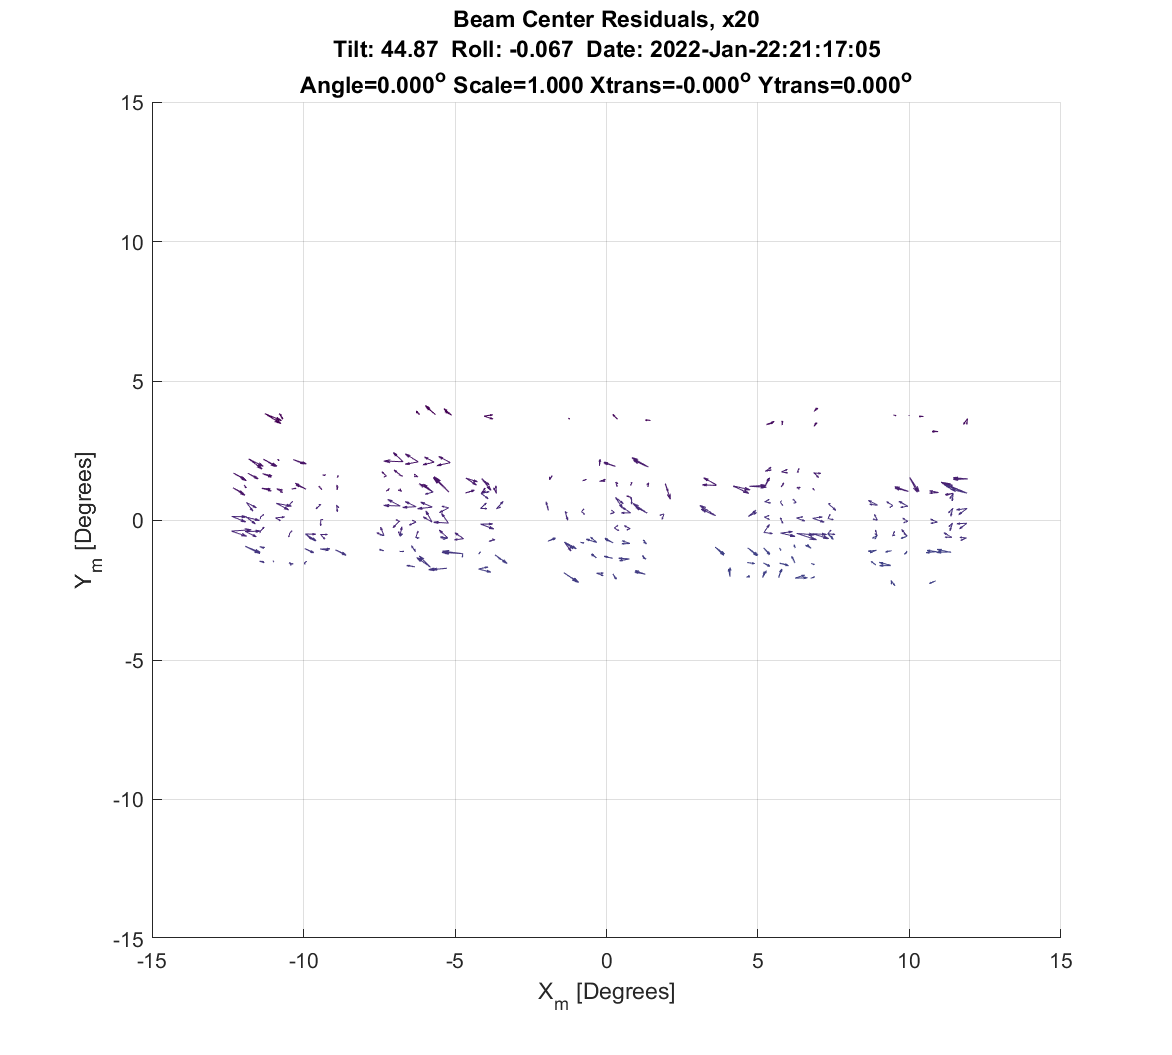 Beam Center Residuals, x20
Tilt: 44.87 Roll: -0.067 Date: 2022-Jan-22:21:17:05
Angle=0.000° Scale=1.000 Xtrans=-0.000° Ytrans=0.000°
15
10
5
0
-5
-10
-15
Y_m [Degrees]
-15 -10 -5 0 5 10 15
X_m [Degrees]